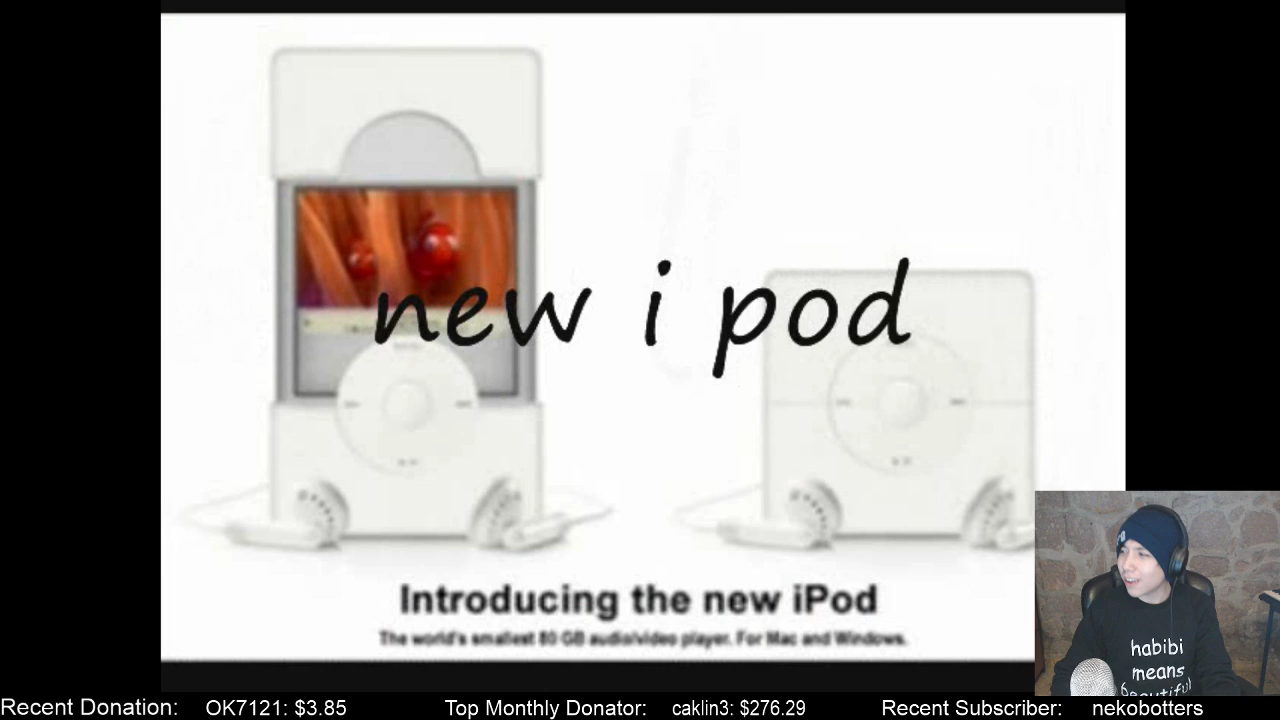 new i pod
Introducing the new iPod
The world's smallest 80 GB audio/video player. For Mac and Windows.
habibi
means
beautiful
Recent Donation: OK7121: $3.85 Top Monthly Donator: caklin3: $276.29 Recent Subscriber: nekobotters